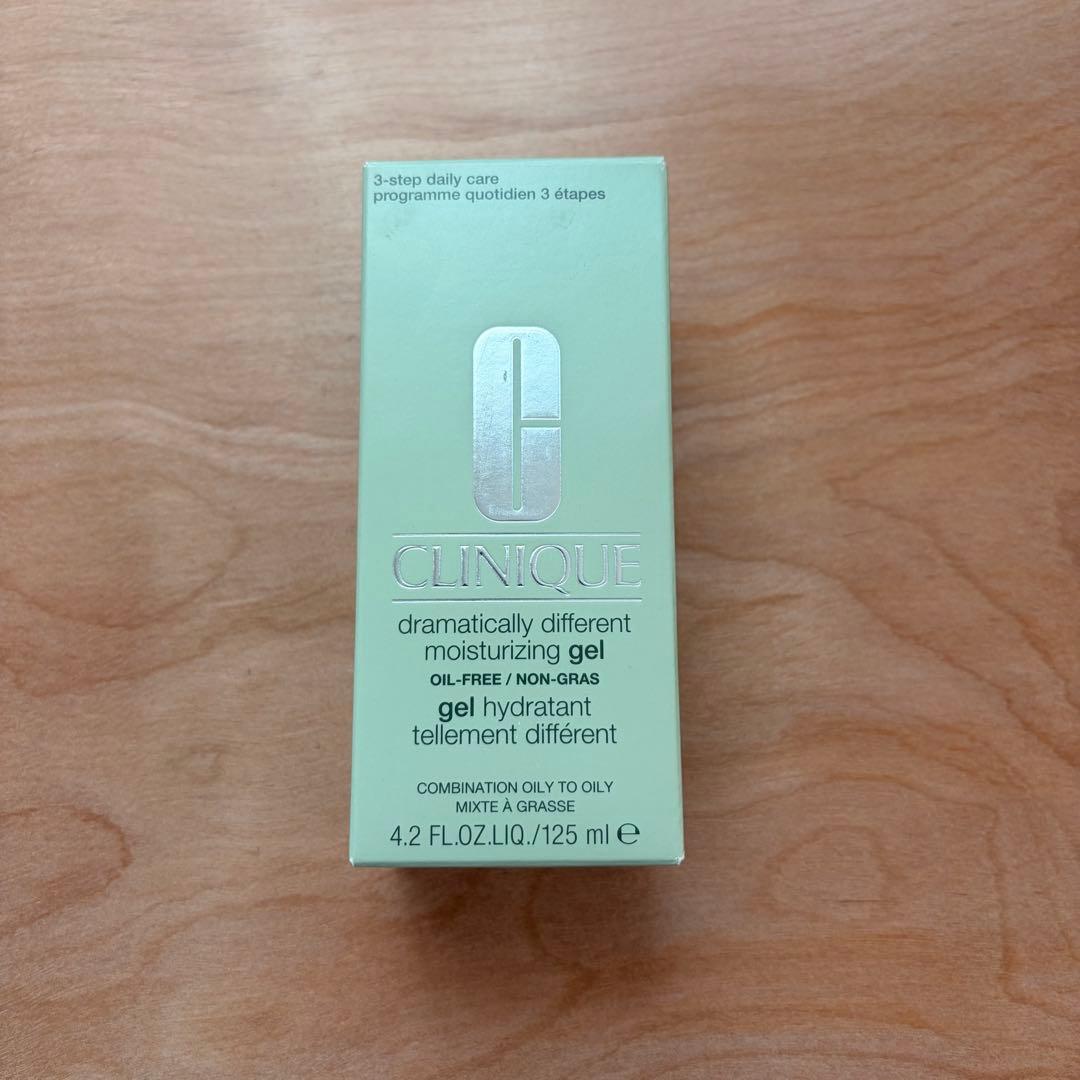 3-step daily care
programme quotidien 3 étapes
C
CLINIQUE
dramatically different
moisturizing gel
OIL-FREE / NON-GRAS
gel hydratant
tellement différent
COMBINATION OILY TO OILY
MIXTE À GRASSE
4.2 FL.OZ.LIQ./125 ml ℮